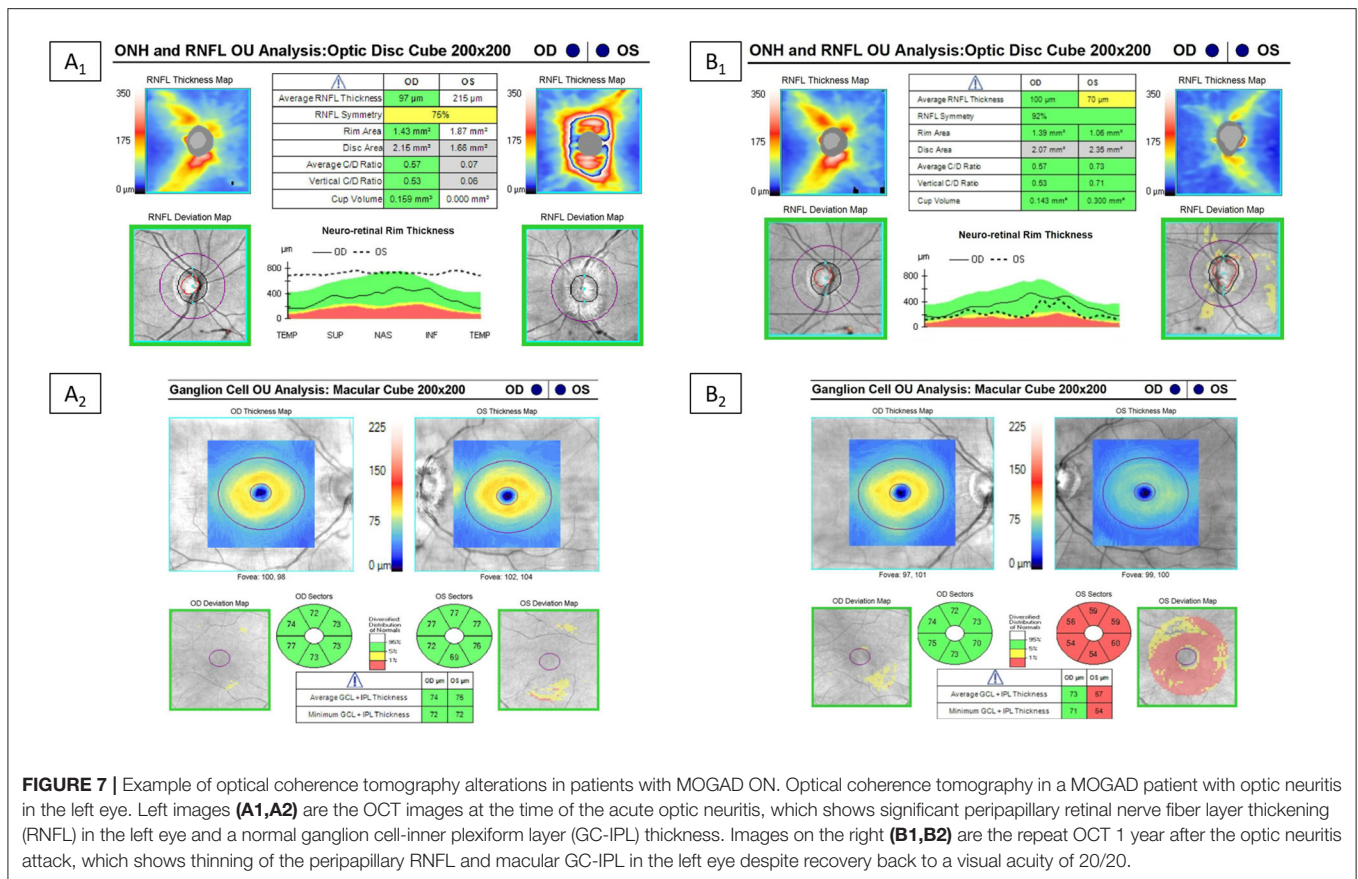 A1
ONH and RNFL OU Analysis:Optic Disc Cube 200x200 OD OS
RNFL Thickness Map
350
175
0 µm
OD OS
Average RNFL Thickness 97 µm 215 µm
RNFL Symmetry 75%
Rim Area 1.43 mm² 1.87 mm²
Disc Area 2.15 mm² 1.66 mm²
Average C/D Ratio 0.57 0.07
Vertical C/D Ratio 0.53 0.06
Cup Volume 0.159 mm³ 0.000 mm³
RNFL Thickness Map
350
175
0 µm
RNFL Deviation Map
Neuro-retinal Rim Thickness
µm OD OS
800
400
0
TEMP SUP NAS INF TEMP
RNFL Deviation Map
B1
ONH and RNFL OU Analysis:Optic Disc Cube 200x200 OD OS
RNFL Thickness Map
350
175
0 µm
OD OS
Average RNFL Thickness 100 µm 70 µm
RNFL Symmetry 92%
Rim Area 1.39 mm² 1.06 mm²
Disc Area 2.07 mm² 2.35 mm²
Average C/D Ratio 0.57 0.73
Vertical C/D Ratio 0.53 0.71
Cup Volume 0.143 mm³ 0.300 mm³
RNFL Thickness Map
350
175
0 µm
RNFL Deviation Map
Neuro-retinal Rim Thickness
µm OD OS
800
400
0
RNFL Deviation Map
A2
Ganglion Cell OU Analysis: Macular Cube 200x200 OD OS
OD Thickness Map
OS Thickness Map
225
150
75
0 µm
Fovea: 100, 98
Fovea: 102, 104
OD Deviation Map
OD Sectors
72
74 73
77 73
73
Diversified
Distribution
of Normals
95%
5%
1%
OS Sectors
77
77 77
72 76
69
OS Deviation Map
OD µm OS µm
Average GCL + IPL Thickness 74 75
Minimum GCL + IPL Thickness 72 72
B2
Ganglion Cell OU Analysis: Macular Cube 200x200 OD OS
OD Thickness Map
OS Thickness Map
225
150
75
0 µm
Fovea: 97, 101
Fovea: 99, 100
OD Deviation Map
OD Sectors
72
74 73
75 70
73
Diversified
Distribution
of Normals
95%
5%
1%
OS Sectors
59
56 59
54 60
54
OS Deviation Map
OD µm OS µm
Average GCL + IPL Thickness 73 57
Minimum GCL + IPL Thickness 71 54
FIGURE 7 | Example of optical coherence tomography alterations in patients with MOGAD ON. Optical coherence tomography in a MOGAD patient with optic neuritis
in the left eye. Left images (A1,A2) are the OCT images at the time of the acute optic neuritis, which shows significant peripapillary retinal nerve fiber layer thickening
(RNFL) in the left eye and a normal ganglion cell-inner plexiform layer (GC-IPL) thickness. Images on the right (B1,B2) are the repeat OCT 1 year after the optic neuritis
attack, which shows thinning of the peripapillary RNFL and macular GC-IPL in the left eye despite recovery back to a visual acuity of 20/20.